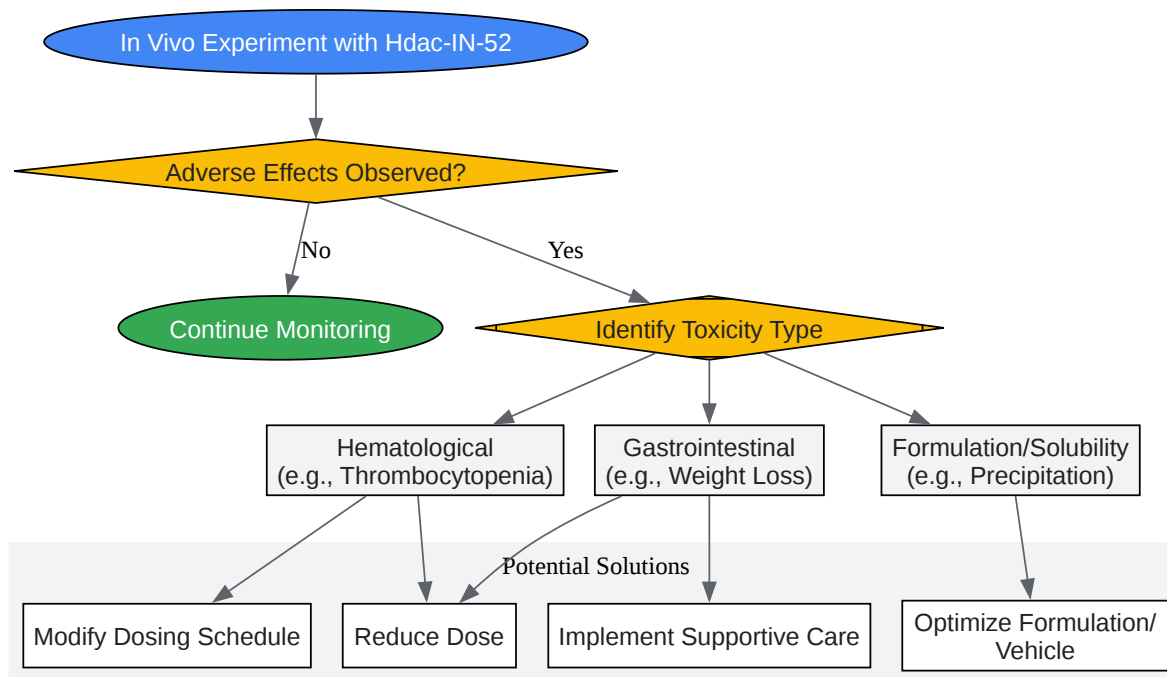 In Vivo Experiment with Hdac-IN-52
Adverse Effects Observed?
No
Yes
Continue Monitoring
Identify Toxicity Type
Hematological
(e.g., Thrombocytopenia)
Gastrointestinal
(e.g., Weight Loss)
Formulation/Solubility
(e.g., Precipitation)
Potential Solutions
Modify Dosing Schedule
Reduce Dose
Implement Supportive Care
Optimize Formulation/
Vehicle